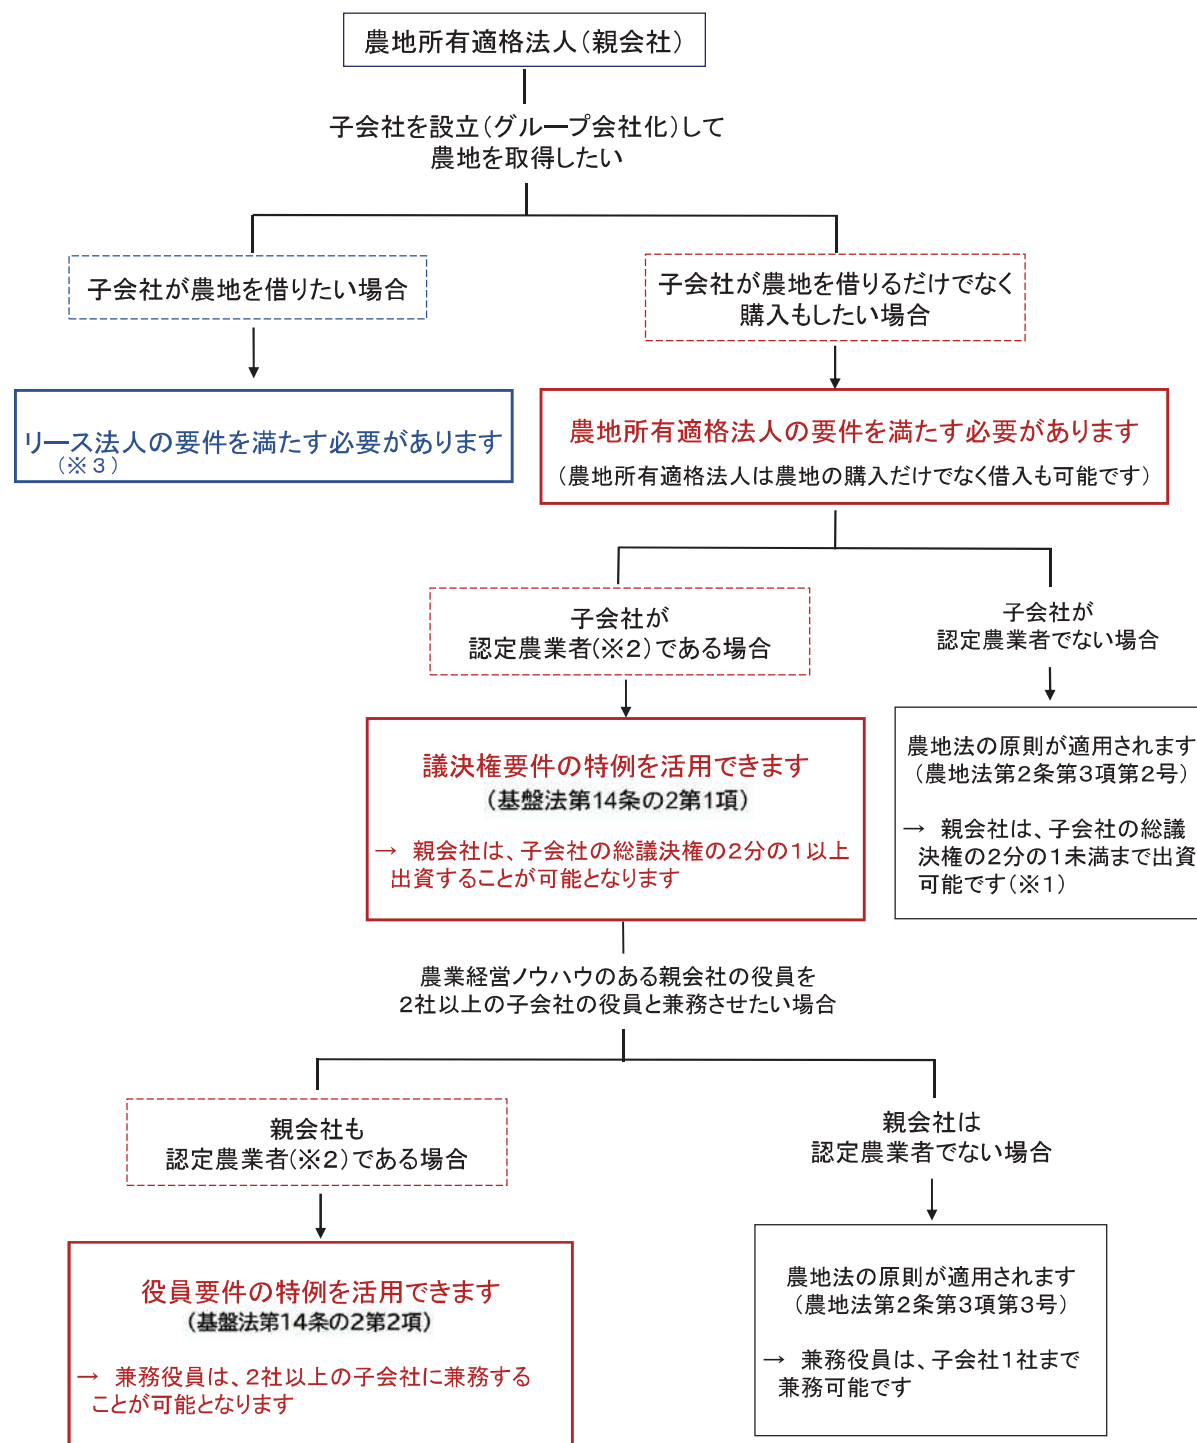 農地所有適格法人（親会社）
子会社を設立（グループ会社化）して
農地を取得したい
子会社が農地を借りたい場合
子会社が農地を借りるだけでなく
購入もしたい場合
リース法人の要件を満たす必要があります
（※３）
農地所有適格法人の要件を満たす必要があります
（農地所有適格法人は農地の購入だけでなく借入も可能です）
子会社が
認定農業者(※２)である場合
子会社が
認定農業者でない場合
議決権要件の特例を活用できます
（基盤法第14条の2第1項）
→ 親会社は、子会社の総議決権の２分の１以上
出資することが可能となります
農地法の原則が適用されます
（農地法第２条第３項第２号）
→ 親会社は、子会社の総議
決権の２分の１未満まで出資
可能です（※１）
農業経営ノウハウのある親会社の役員を
２社以上の子会社の役員と兼務させたい場合
親会社も
認定農業者(※２)である場合
親会社は
認定農業者でない場合
役員要件の特例を活用できます
（基盤法第14条の2第2項）
→ 兼務役員は、２社以上の子会社に兼務する
ことが可能となります
農地法の原則が適用されます
（農地法第２条第３項第３号）
→ 兼務役員は、子会社１社まで
兼務可能です